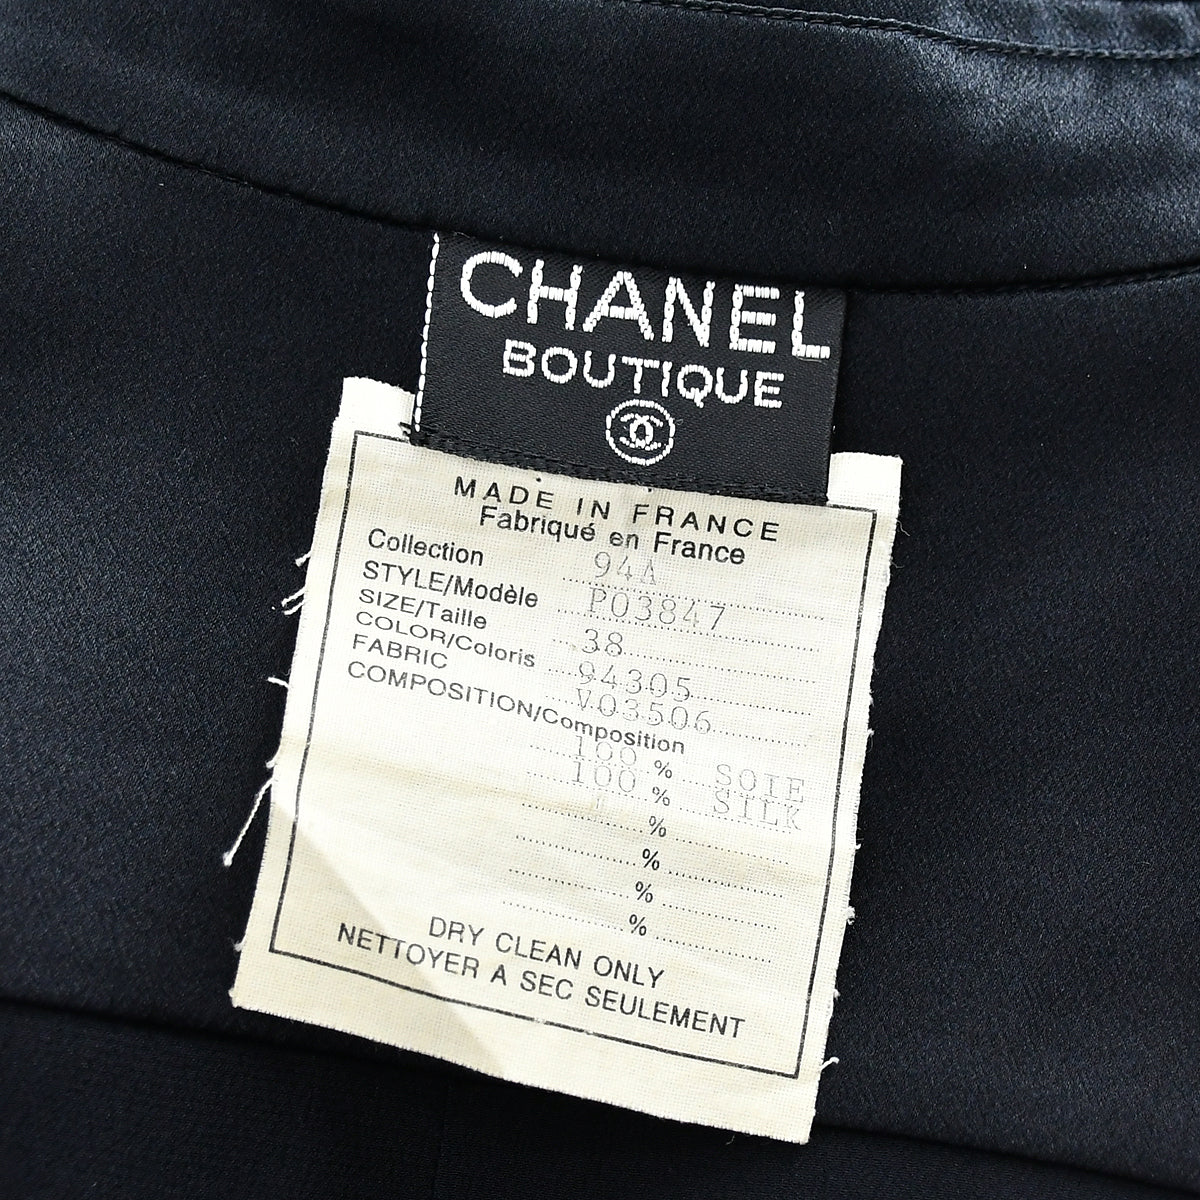 CHANEL
BOUTIQUE
MADE IN FRANCE
Fabriqué en France
Collection 94A
STYLE/Modèle P03847
SIZE/Taille 38
COLOR/Coloris 94305
FABRIC V03506
COMPOSITION/Composition
100 % SOIE
100 % SILK
%
%
%
%
DRY CLEAN ONLY
NETTOYER A SEC SEULEMENT